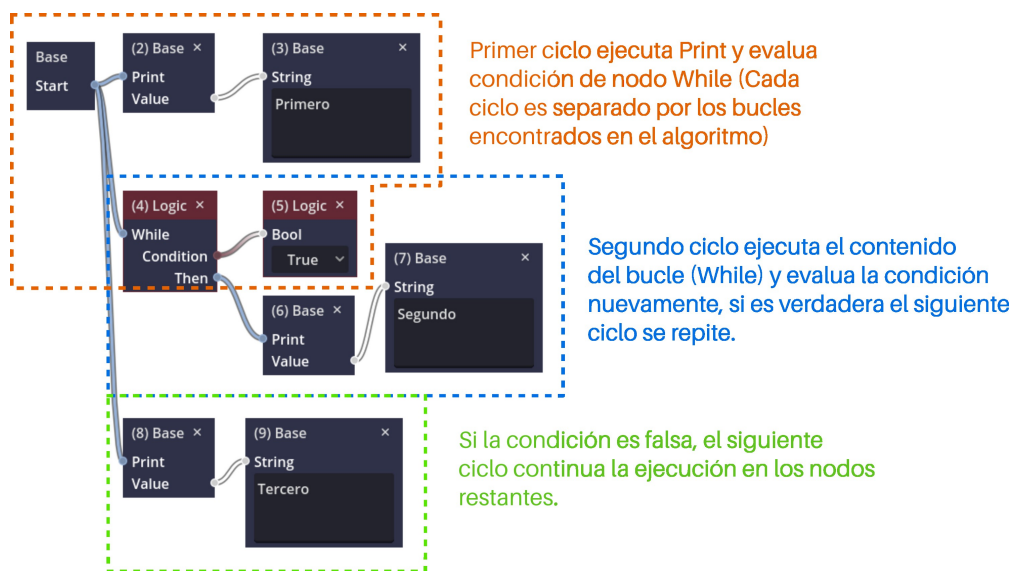 Base
Start
(2) Base ×
Print
Value
(3) Base ×
String
Primero
Primer ciclo ejecuta Print y evalua
condición de nodo While (Cada
ciclo es separado por los bucles
encontrados en el algoritmo)
(4) Logic ×
While
Condition
Then
(5) Logic ×
Bool
True
(6) Base ×
Print
Value
(7) Base ×
String
Segundo
Segundo ciclo ejecuta el contenido
del bucle (While) y evalua la condición
nuevamente, si es verdadera el siguiente
ciclo se repite.
(8) Base ×
Print
Value
(9) Base ×
String
Tercero
Si la condición es falsa, el siguiente
ciclo continua la ejecución en los nodos
restantes.